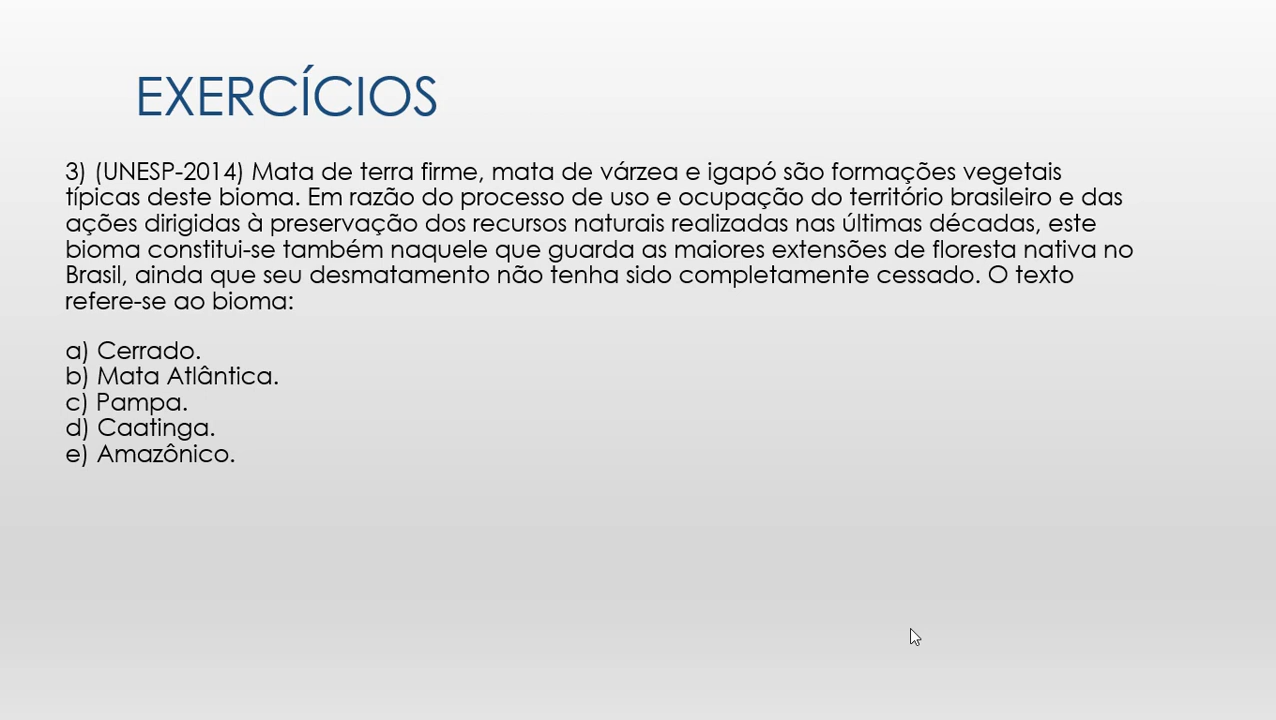 EXERCÍCIOS
3) (UNESP-2014) Mata de terra firme, mata de várzea e igapó são formações vegetais
típicas deste bioma. Em razão do processo de uso e ocupação do território brasileiro e das
ações dirigidas à preservação dos recursos naturais realizadas nas últimas décadas, este
bioma constitui-se também naquele que guarda as maiores extensões de floresta nativa no
Brasil, ainda que seu desmatamento não tenha sido completamente cessado. O texto
refere-se ao bioma:
a) Cerrado.
b) Mata Atlântica.
c) Pampa.
d) Caatinga.
e) Amazônico.